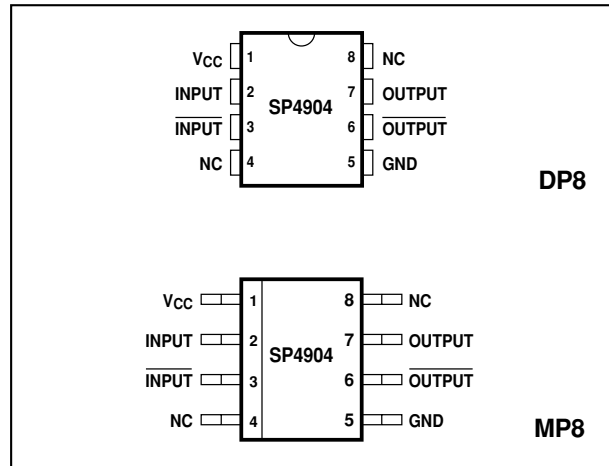 VCC 1 8 NC
INPUT 2 7 OUTPUT
SP4904
INPUT 3 6 OUTPUT
NC 4 5 GND
DP8
VCC 1 8 NC
INPUT 2 7 OUTPUT
SP4904
INPUT 3 6 OUTPUT
NC 4 5 GND
MP8